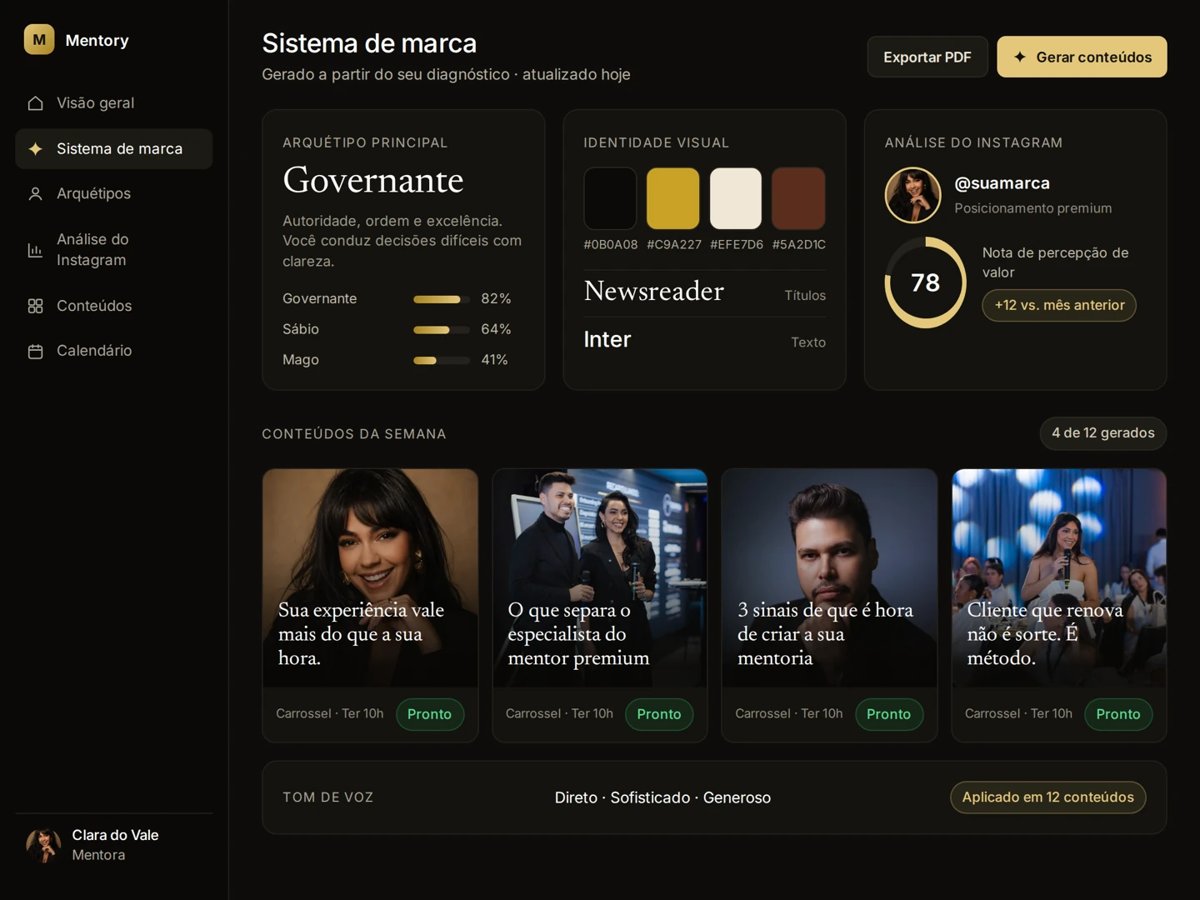 M
Mentory
Visão geral
Sistema de marca
Arquétipos
Análise do
Instagram
Conteúdos
Calendário
Clara do Vale
Mentora
Sistema de marca
Gerado a partir do seu diagnóstico · atualizado hoje
Exportar PDF
Gerar conteúdos
ARQUÉTIPO PRINCIPAL
Governante
Autoridade, ordem e excelência.
Você conduz decisões difíceis com
clareza.
Governante 82%
Sábio 64%
Mago 41%
IDENTIDADE VISUAL
#0B0A08 #C9A227 #EFE7D6 #5A2D1C
Newsreader Títulos
Inter Texto
ANÁLISE DO INSTAGRAM
@suamarca
Posicionamento premium
78
Nota de percepção de
valor
+12 vs. mês anterior
CONTEÚDOS DA SEMANA
4 de 12 gerados
Sua experiência vale
mais do que a sua
hora.
Carrossel · Ter 10h
Pronto
O que separa o
especialista do
mentor premium
Carrossel · Ter 10h
Pronto
3 sinais de que é hora
de criar a sua
mentoria
Carrossel · Ter 10h
Pronto
Cliente que renova
não é sorte. É
método.
Carrossel · Ter 10h
Pronto
TOM DE VOZ
Direto · Sofisticado · Generoso
Aplicado em 12 conteúdos